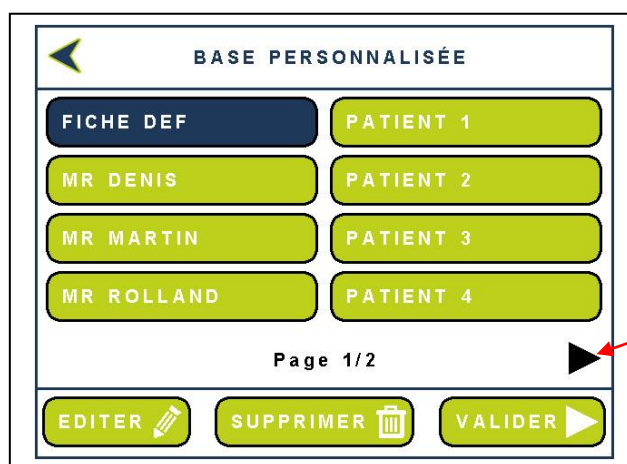 BASE PERSONNALISÉE
FICHE DEF PATIENT 1
MR DENIS PATIENT 2
MR MARTIN PATIENT 3
MR ROLLAND PATIENT 4
Page 1/2
EDITER SUPPRIMER VALIDER